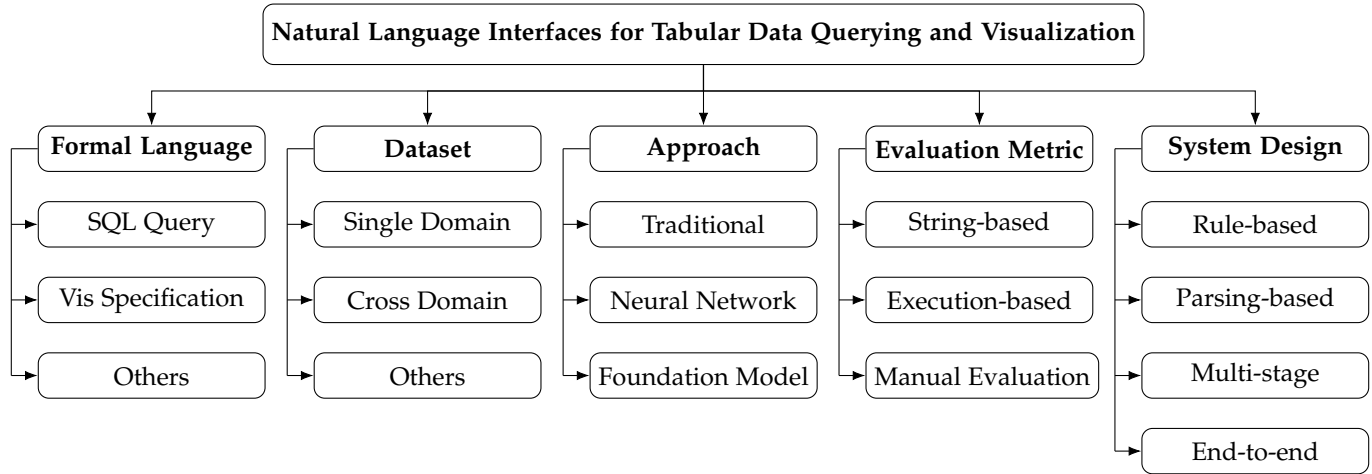 Natural Language Interfaces for Tabular Data Querying and Visualization
Formal Language
SQL Query
Vis Specification
Others
Dataset
Single Domain
Cross Domain
Others
Approach
Traditional
Neural Network
Foundation Model
Evaluation Metric
String-based
Execution-based
Manual Evaluation
System Design
Rule-based
Parsing-based
Multi-stage
End-to-end